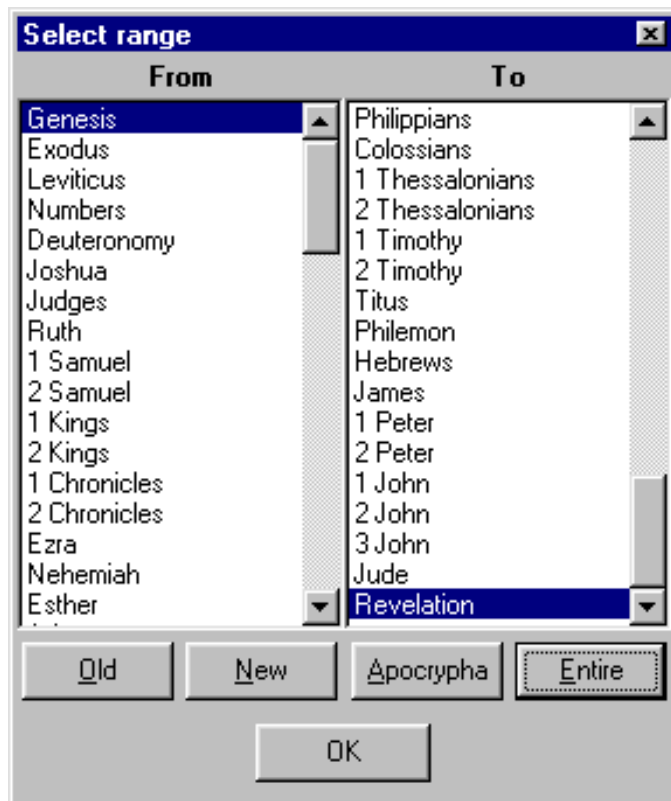 Select range
From
To
Genesis
Exodus
Leviticus
Numbers
Deuteronomy
Joshua
Judges
Ruth
1 Samuel
2 Samuel
1 Kings
2 Kings
1 Chronicles
2 Chronicles
Ezra
Nehemiah
Esther
Philippians
Colossians
1 Thessalonians
2 Thessalonians
1 Timothy
2 Timothy
Titus
Philemon
Hebrews
James
1 Peter
2 Peter
1 John
2 John
3 John
Jude
Revelation
Old
New
Apocrypha
Entire
OK